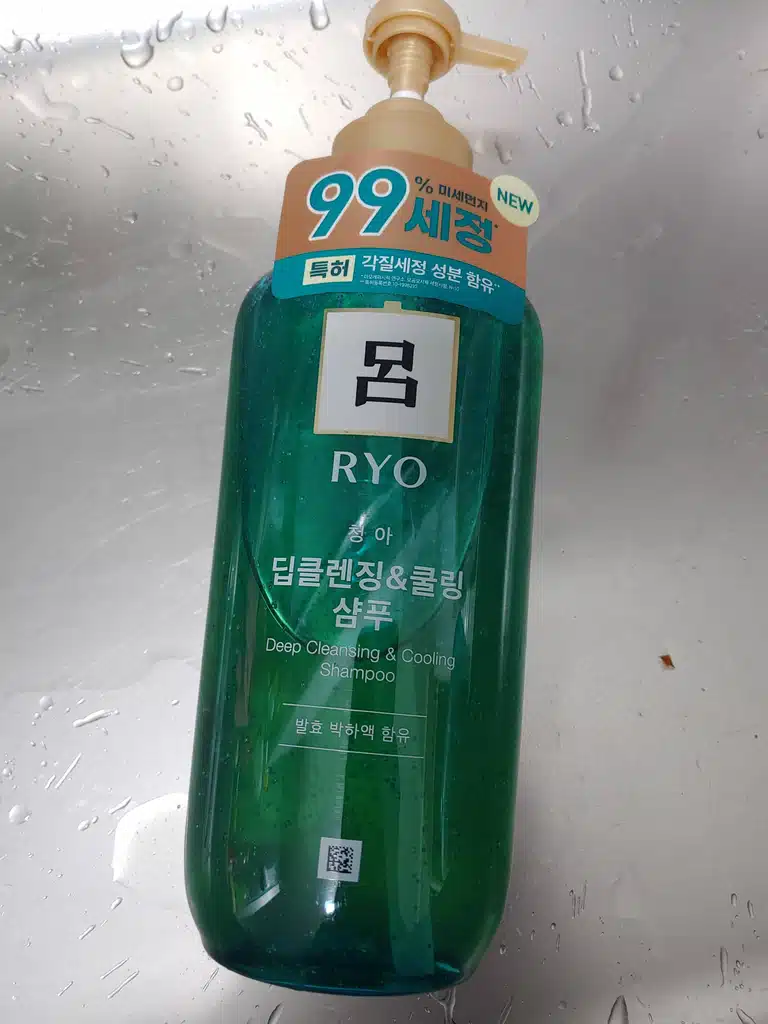 99% 미세먼지
세정*
NEW
특허 각질세정 성분 함유**
呂
RYO
청아
딥클렌징&쿨링
샴푸
Deep Cleansing & Cooling
Shampoo
발효 박하액 함유